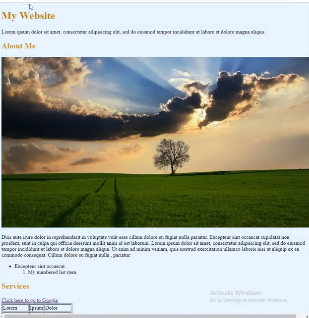 My Website
Lorem ipsum dolor sit amet, consectetur adipisicing elit, sed do eiusmod tempor incididunt ut labore et dolore magna aliqua.
About Me
Duis aute irure dolor in reprehenderit in voluptate velit esse cillum dolore eu fugiat nulla pariatur. Excepteur sint occaecat cupidatat non
proident, sunt in culpa qui officia deserunt mollit anim id est laborum. Lorem ipsum dolor sit amet, consectetur adipisicing elit, sed do eiusmod
tempor incididunt ut labore et dolore magna aliqua. Ut enim ad minim veniam, quis nostrud exercitation ullamco laboris nisi ut aliquip ex ea
commodo consequat. Cillum dolore eu fugiat nulla , pariatur:
Excepteur sint occaecat
1. My numbered list item
Services
Click here to go to Google
Lorem Ipsum Dolor
Activate Windows
Go to Settings to activate Windows.